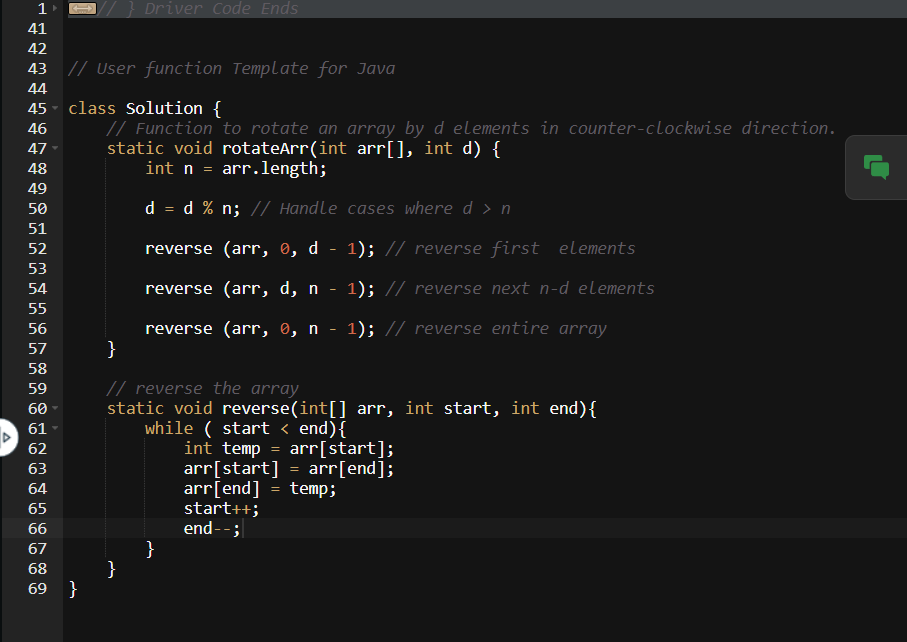 1 // } Driver Code Ends
41
42
43 // User function Template for Java
44
45 class Solution {
46     // Function to rotate an array by d elements in counter-clockwise direction.
47     static void rotateArr(int arr[], int d) {
48         int n = arr.length;
49
50         d = d % n; // Handle cases where d > n
51
52         reverse (arr, 0, d - 1); // reverse first  elements
53
54         reverse (arr, d, n - 1); // reverse next n-d elements
55
56         reverse (arr, 0, n - 1); // reverse entire array
57     }
58
59     // reverse the array
60     static void reverse(int[] arr, int start, int end){
61         while ( start < end){
62             int temp = arr[start];
63             arr[start] = arr[end];
64             arr[end] = temp;
65             start++;
66             end--;
67         }
68     }
69 }